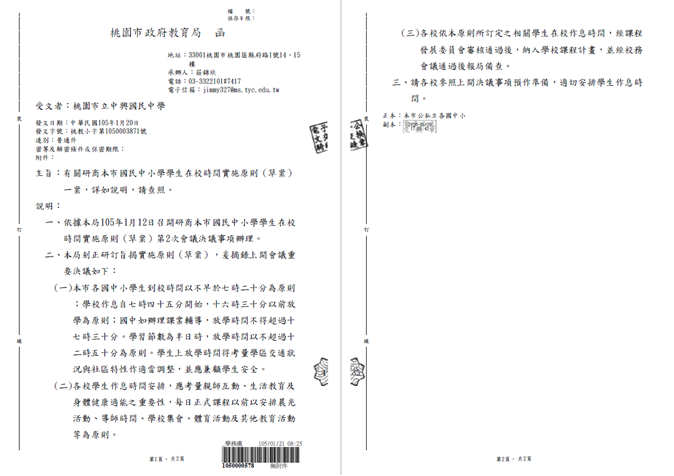 檔　號：
保存年限：
桃園市政府教育局　函
地址：33001桃園市桃園區縣府路1號14、15
樓
承辦人：莊錦欣
電話：03-3322101#7417
電子信箱：jimmy327@ms.tyc.edu.tw
受文者：桃園市立中興國民中學
發文日期：中華民國105年1月20日
發文字號：桃教小字第1050003871號
速別：普通件
密等及解密條件或保密期限：
附件：
主旨：有關研商本市國民中小學學生在校時間實施原則（草案）
一案，詳如說明，請查照。
說明：
一、依據本局105年1月12日召開研商本市國民中小學學生在校
時間實施原則（草案）第2次會議決議事項辦理。
二、本局刻正研訂旨揭實施原則（草案），爰摘錄上開會議重
要決議如下：
(一)本市各國中小學生到校時間以不早於七時二十分為原則
；學校作息自七時四十五分開始，十六時三十分以前放
學為原則；國中如辦理課業輔導，放學時間不得超過十
七時三十分。學習節數為半日時，放學時間以不超過十
二時五十分為原則。學生上放學時間得考量學區交通狀
況與社區特性作適當調整，並應兼顧學生安全。
(二)各校學生作息時間安排，應考量親師互動、生活教育及
身體健康適能之重要性，每日正式課程以前以安排晨光
活動、導師時間、學校集會、體育活動及其他教育活動
等為原則。
裝
訂
線
學務處　105/01/21 08:25
1050000578　無附件
第1頁，共2頁
(三)各校依本原則所訂定之相關學生在校作息時間，經課程
發展委員會審核通過後，納入學校課程計畫，並經校務
會議通過後報局備查。
三、請各校參照上開決議事項預作準備，適切安排學生作息時
間。
正本：本市公私立各國中小
副本：
裝
訂
線
第2頁，共2頁